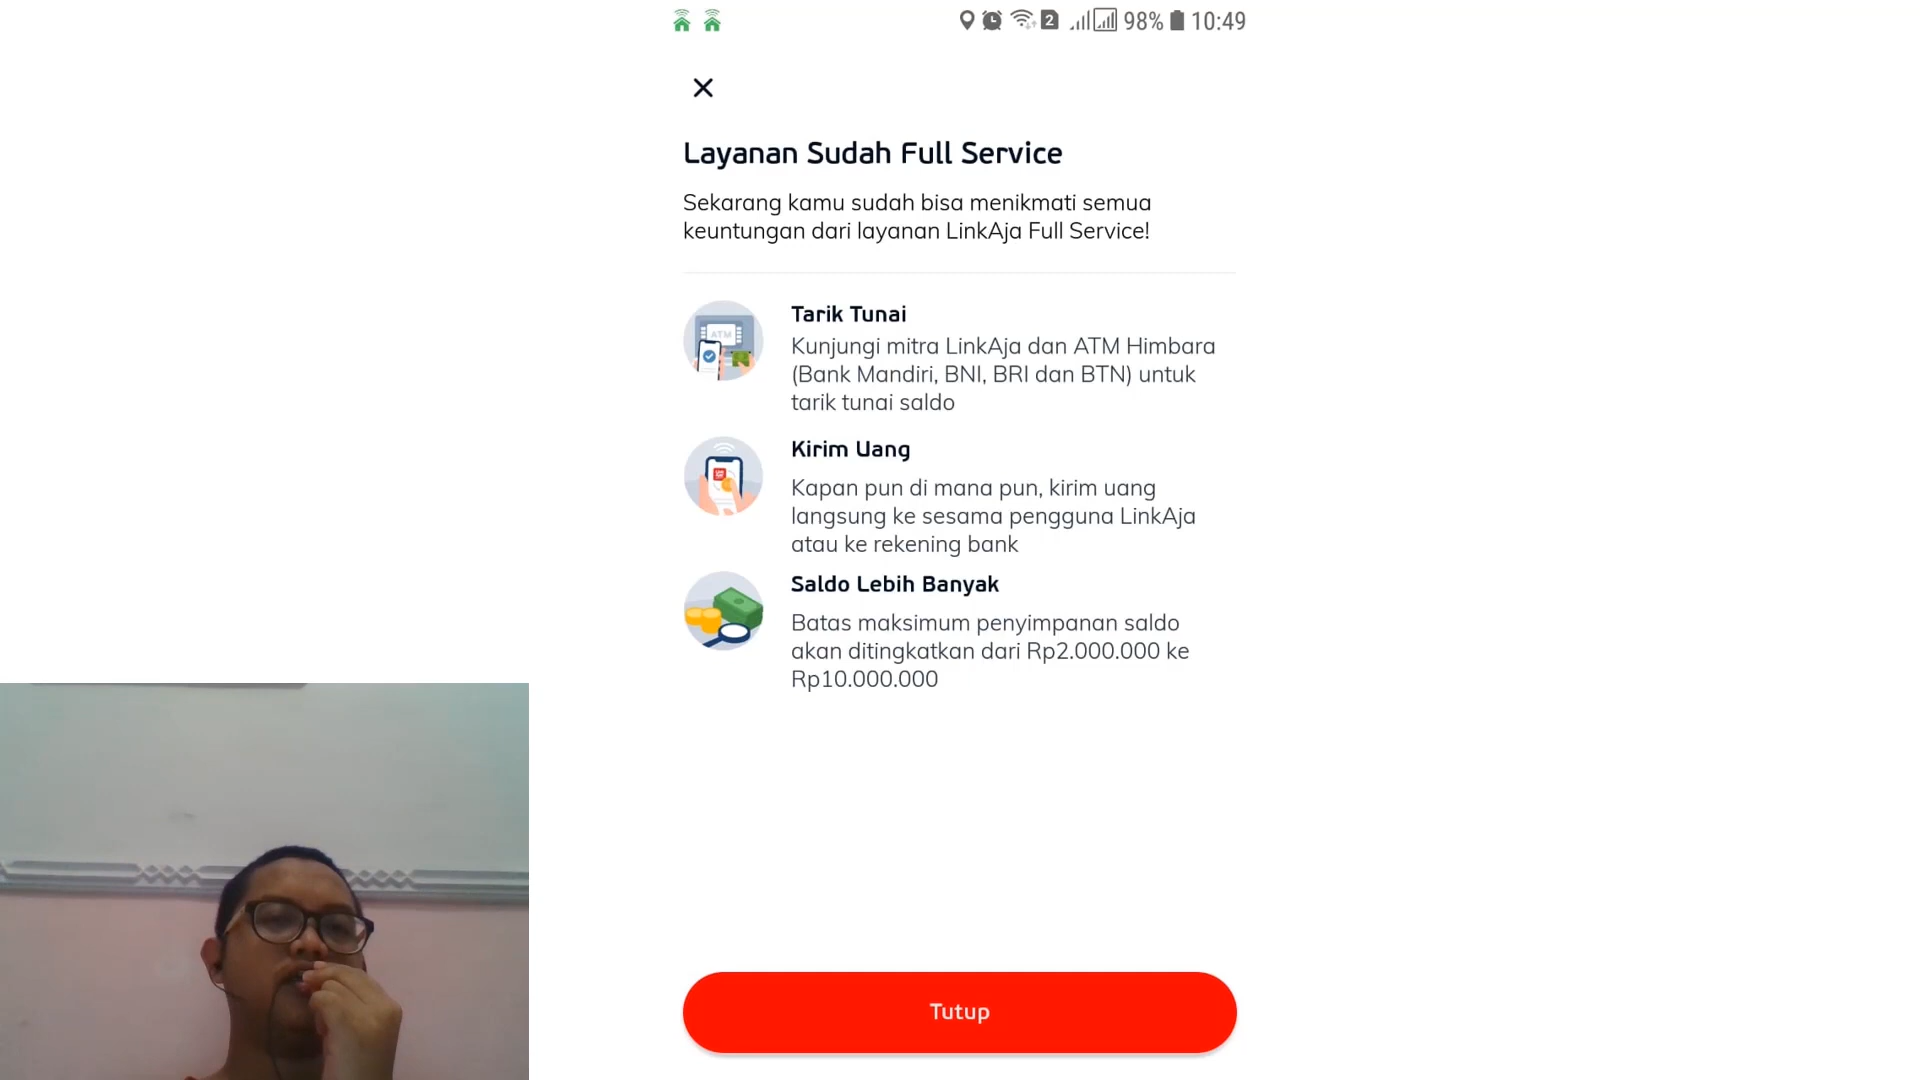 98% 10:49
Layanan Sudah Full Service
Sekarang kamu sudah bisa menikmati semua
keuntungan dari layanan LinkAja Full Service!
ATM
Tarik Tunai
Kunjungi mitra LinkAja dan ATM Himbara
(Bank Mandiri, BNI, BRI dan BTN) untuk
tarik tunai saldo
Kirim Uang
Kapan pun di mana pun, kirim uang
langsung ke sesama pengguna LinkAja
atau ke rekening bank
Saldo Lebih Banyak
Batas maksimum penyimpanan saldo
akan ditingkatkan dari Rp2.000.000 ke
Rp10.000.000
Tutup